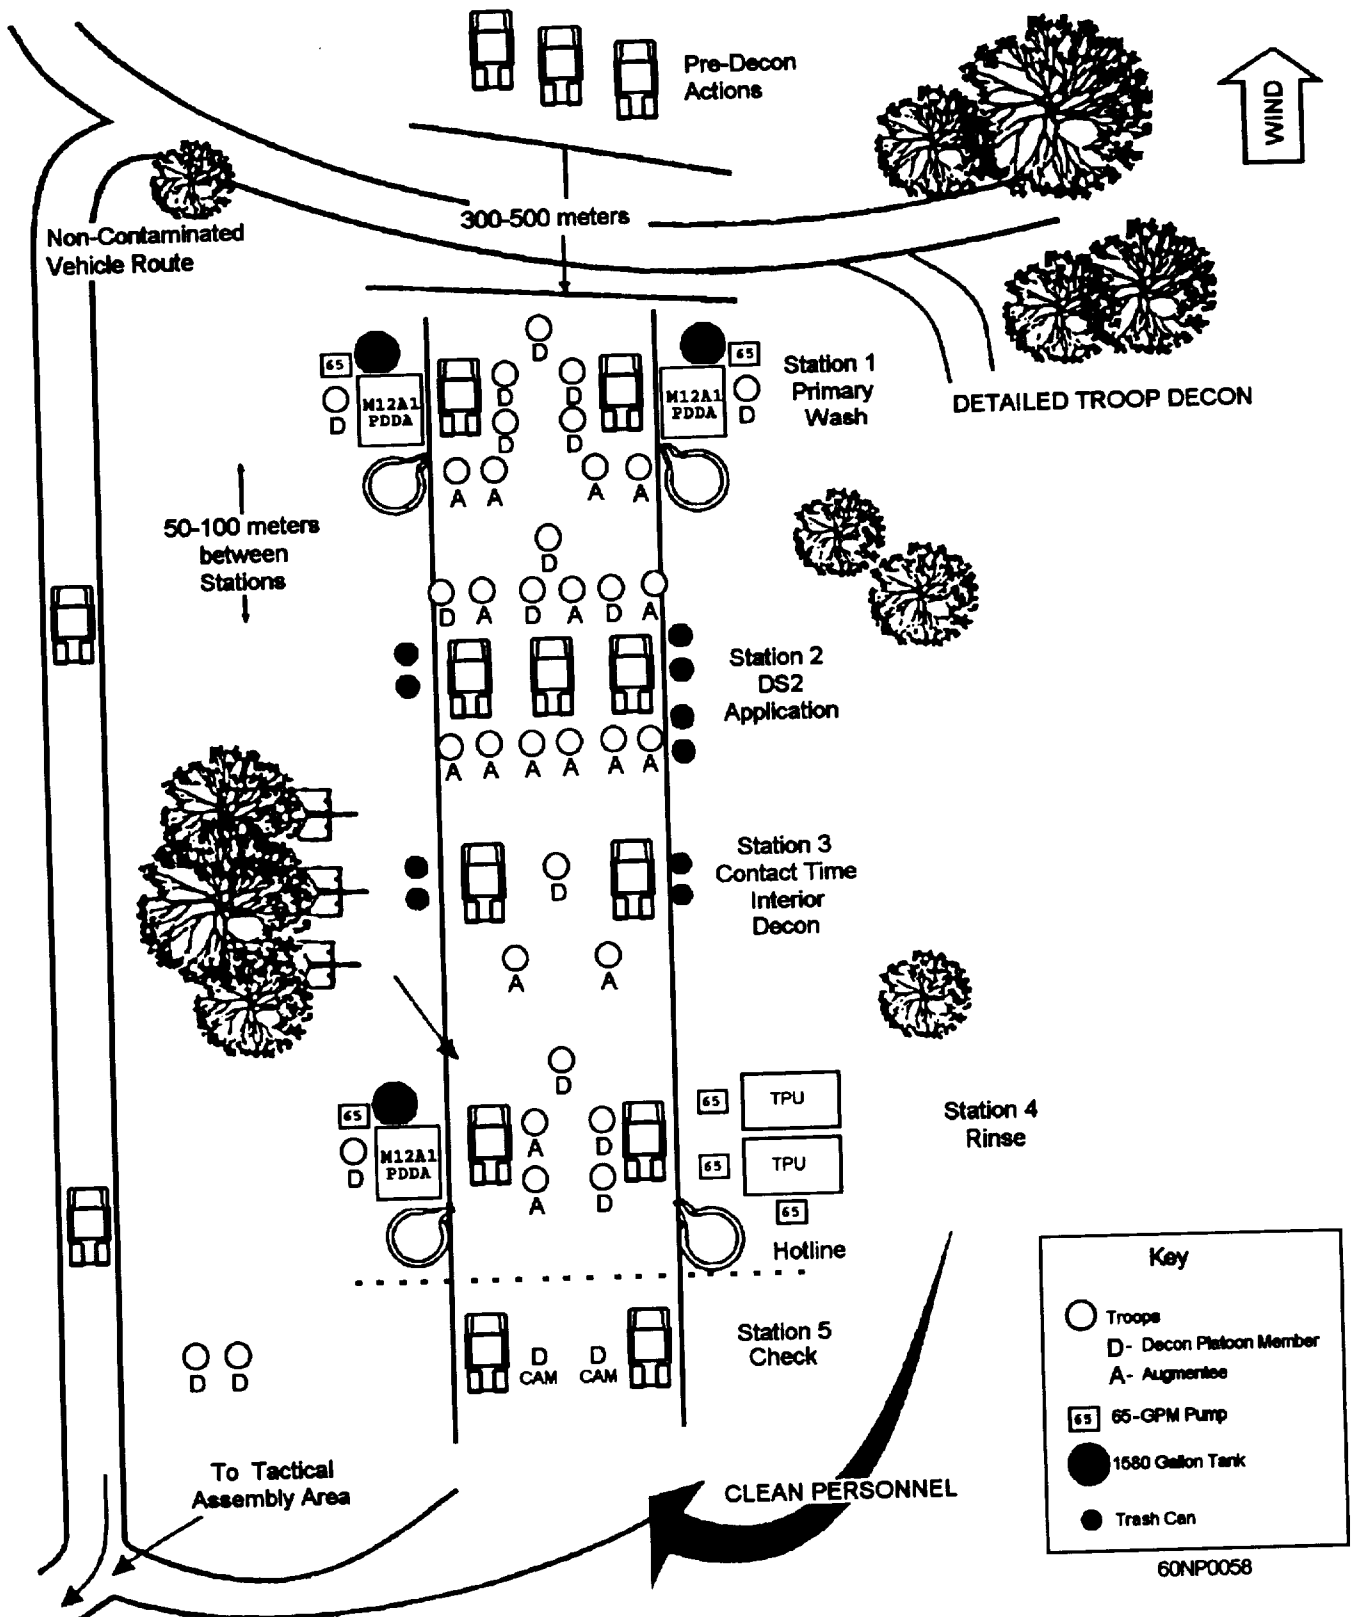 Pre-Decon
Actions
WIND
300-500 meters
Non-Contaminated
Vehicle Route
65
M12A1
PDDA
D
D
D
D
D
D
65
M12A1
PDDA
D
Station 1
Primary
Wash
DETAILED TROOP DECON
A
A
A
A
50-100 meters
between
Stations
D
D
A
D
A
D
A
Station 2
DS2
Application
A
A
A
A
A
A
Station 3
Contact Time
Interior
Decon
D
A
A
D
65
M12A1
PDDA
D
A
D
A
D
65
TPU
65
TPU
65
Station 4
Rinse
Hotline
D
CAM
D
CAM
Station 5
Check
D
D
To Tactical
Assembly Area
CLEAN PERSONNEL
Key
Troops
D- Decon Platoon Member
A- Augmentee
65 65-GPM Pump
1580 Gallon Tank
Trash Can
60NP0058